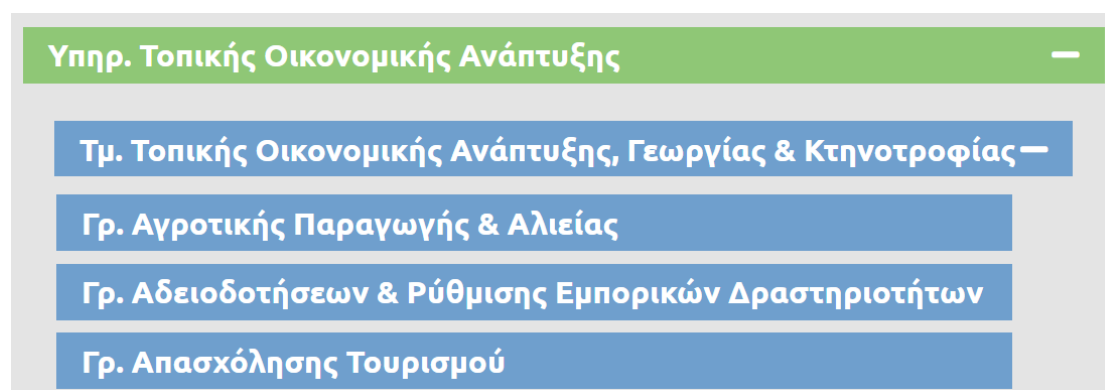 Υπηρ. Τοπικής Οικονομικής Ανάπτυξης
Τμ. Τοπικής Οικονομικής Ανάπτυξης, Γεωργίας & Κτηνοτροφίας
Γρ. Αγροτικής Παραγωγής & Αλιείας
Γρ. Αδειοδοτήσεων & Ρύθμισης Εμπορικών Δραστηριοτήτων
Γρ. Απασχόλησης Τουρισμού